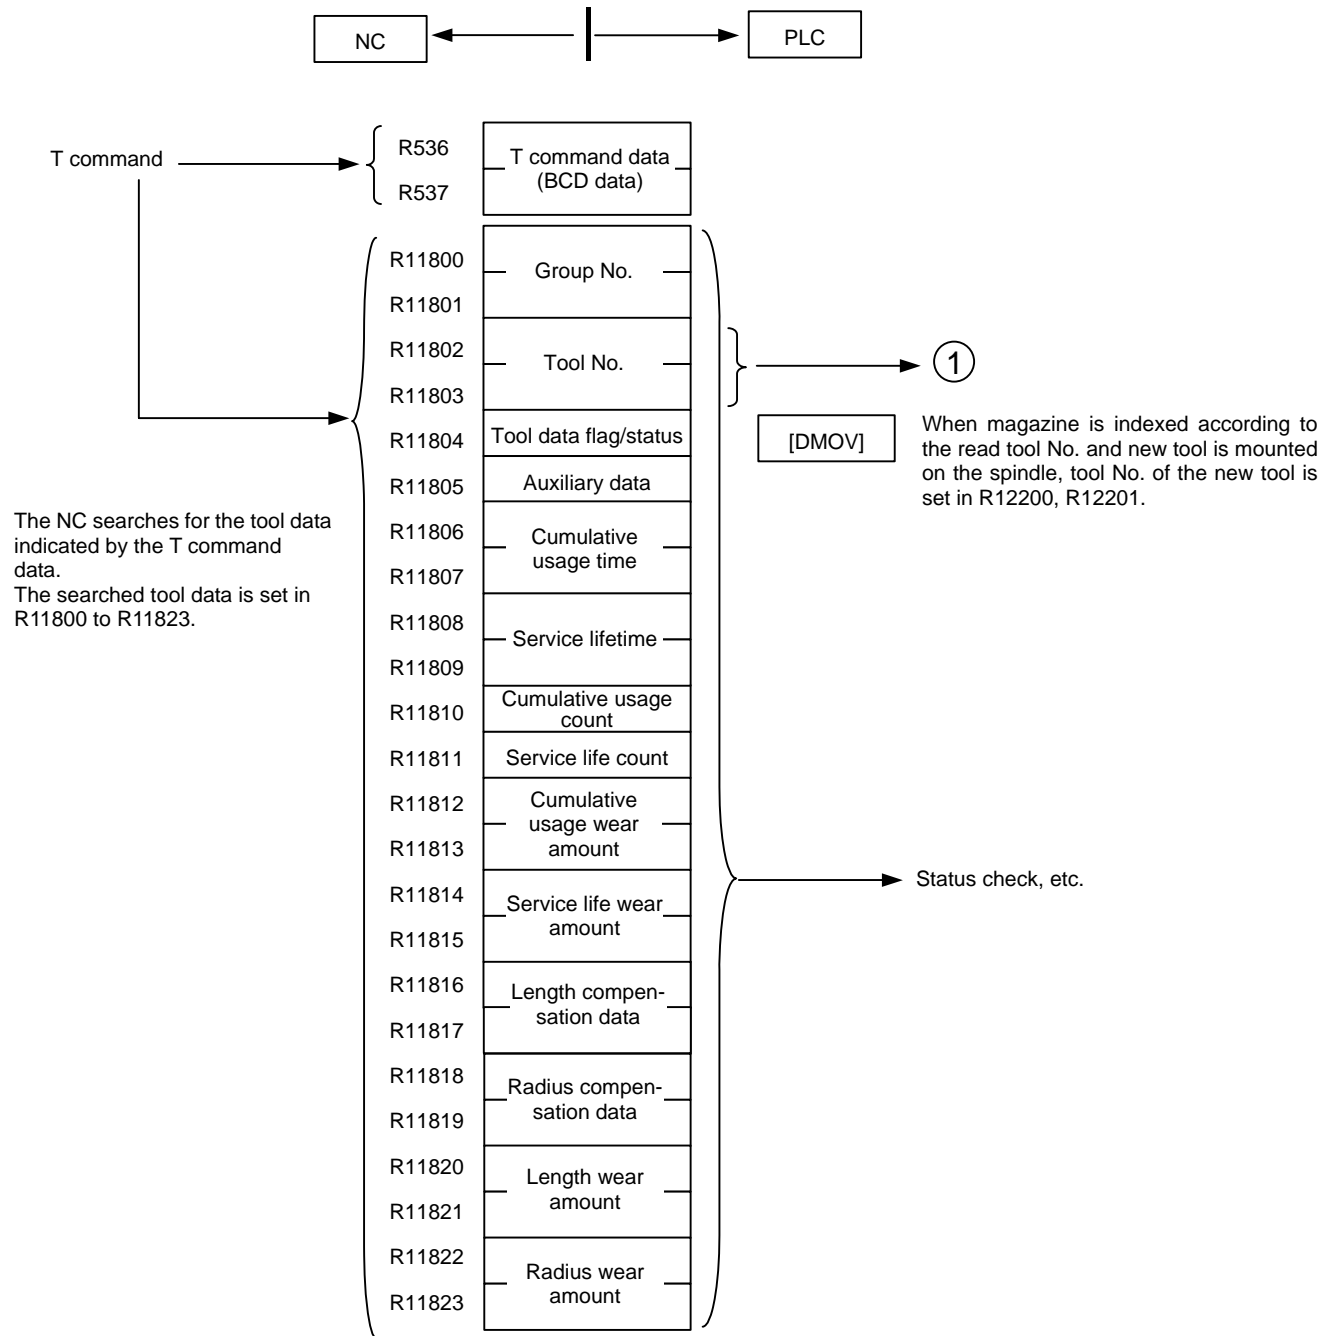 NC
PLC
T command
R536
R537
T command data
(BCD data)
R11800
R11801
Group No.
R11802
R11803
Tool No.
1
[DMOV]
When magazine is indexed according to
the read tool No. and new tool is mounted
on the spindle, tool No. of the new tool is
set in R12200, R12201.
R11804
Tool data flag/status
R11805
Auxiliary data
The NC searches for the tool data
indicated by the T command
data.
The searched tool data is set in
R11800 to R11823.
R11806
R11807
Cumulative
usage time
R11808
R11809
Service lifetime
R11810
Cumulative usage
count
R11811
Service life count
R11812
R11813
Cumulative
usage wear
amount
Status check, etc.
R11814
R11815
Service life wear
amount
R11816
R11817
Length compen-
sation data
R11818
R11819
Radius compen-
sation data
R11820
R11821
Length wear
amount
R11822
R11823
Radius wear
amount